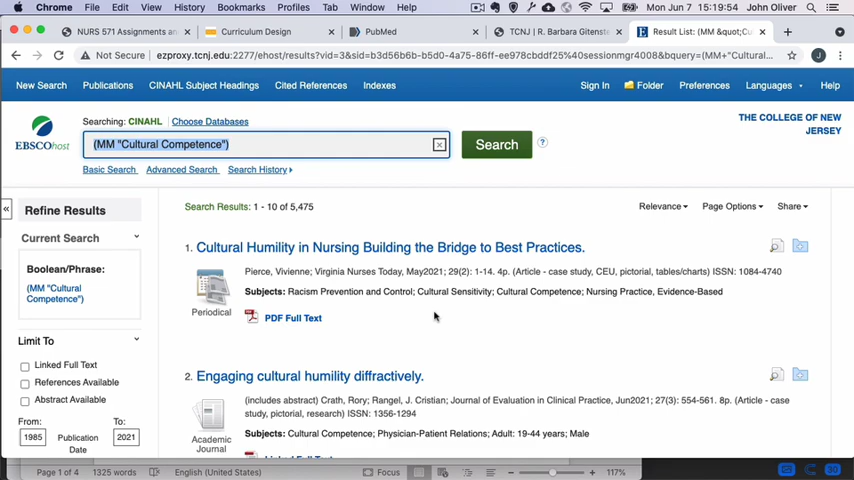 Chrome File Edit View History Bookmarks Profiles Tab Window Help Mon Jun 7 15:19:54 John Oliver
NURS 571 Assignments an Curriculum Design PubMed TCNJ | R. Barbara Gitenste Result List: (MM &quot;Cultural
Not Secure ezproxy.tcnj.edu:2277/ehost/results?vid=3&sid=b3d56b6b-b5d0-4a75-86ff-ee978cbddf25%40sessionmgr4008&bquery=(MM+"Cultural...
New Search Publications CINAHL Subject Headings Cited References Indexes Sign In Folder Preferences Languages Help
Searching: CINAHL Choose Databases
THE COLLEGE OF NEW
JERSEY
EBSCOhost
(MM "Cultural Competence") Search
Basic Search Advanced Search Search History
Refine Results
Search Results: 1 - 10 of 5,475 Relevance Page Options Share
Current Search
Boolean/Phrase:
(MM "Cultural
Competence")
Limit To
Linked Full Text
References Available
Abstract Available
From: To:
1985 Publication 2021
Date
1. Cultural Humility in Nursing Building the Bridge to Best Practices.
Pierce, Vivienne; Virginia Nurses Today, May2021; 29(2): 1-14. 4p. (Article - case study, CEU, pictorial, tables/charts) ISSN: 1084-4740
Subjects: Racism Prevention and Control; Cultural Sensitivity; Cultural Competence; Nursing Practice, Evidence-Based
Periodical
PDF Full Text
2. Engaging cultural humility diffractively.
(includes abstract) Crath, Rory; Rangel, J. Cristian; Journal of Evaluation in Clinical Practice, Jun2021; 27(3): 554-561. 8p. (Article - case
study, pictorial, research) ISSN: 1356-1294
Subjects: Cultural Competence; Physician-Patient Relations; Adult: 19-44 years; Male
Academic
Journal
Linked Full Text
Page 1 of 4 1325 words English (United States) Focus 117%
30